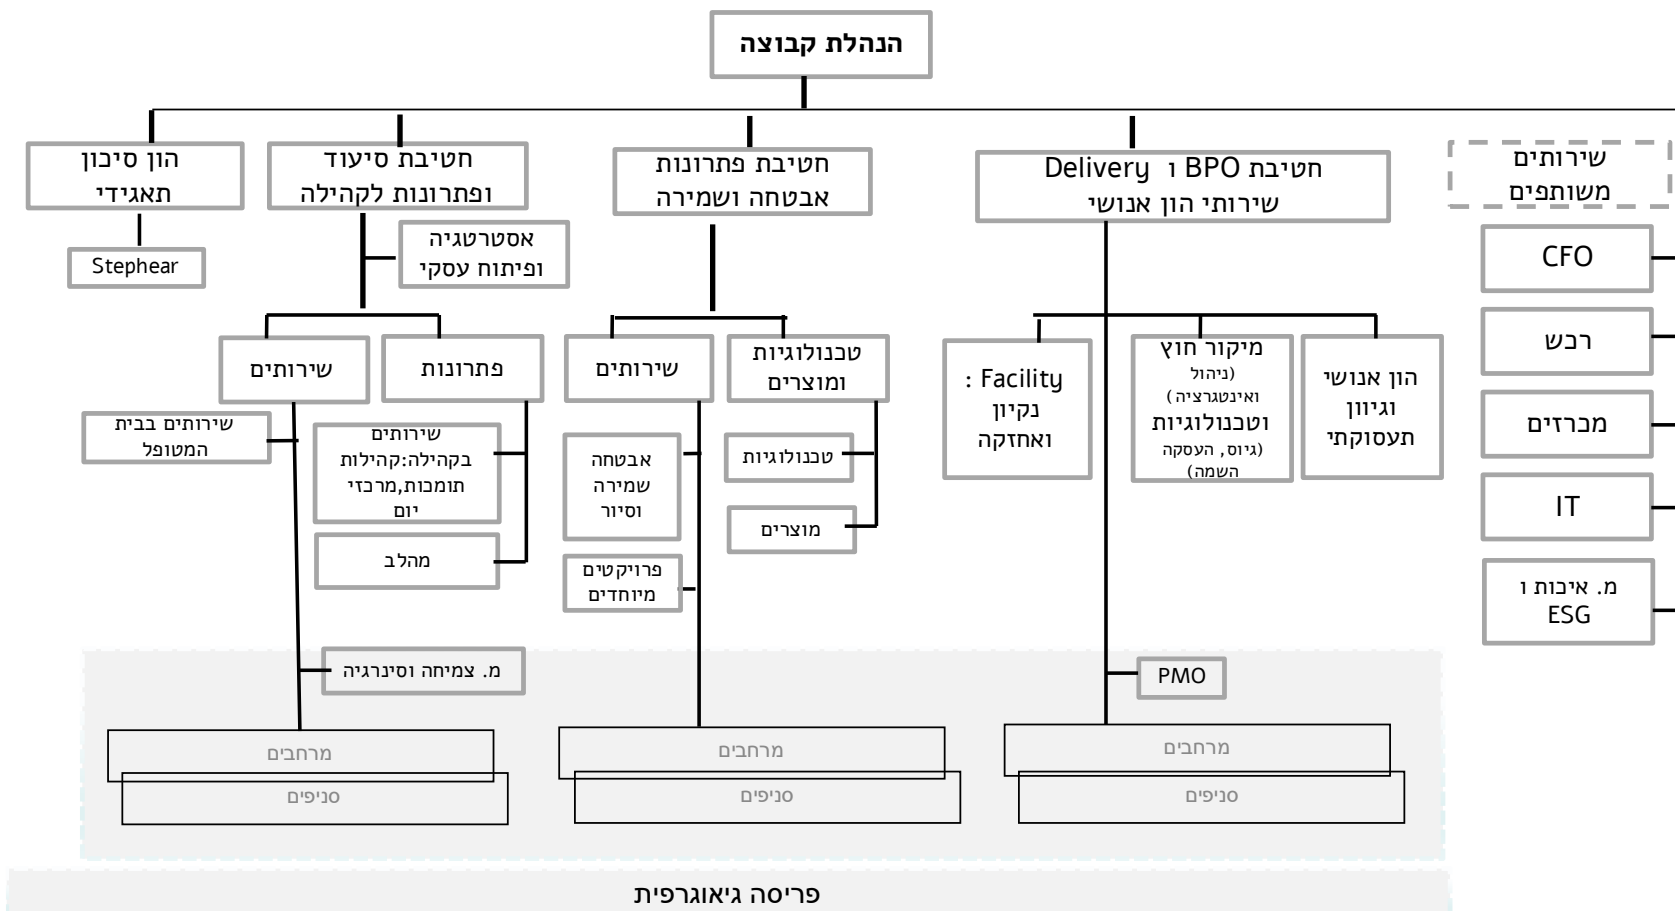 הנהלת קבוצה
שירותים
משותפים
חטיבת BPO ו Delivery
שירותי הון אנושי
חטיבת פתרונות
אבטחה ושמירה
חטיבת סיעוד
ופתרונות לקהילה
הון סיכון
תאגידי
אסטרטגיה
ופיתוח עסקי
Stephear
CFO
רכש
מכרזים
IT
מ. איכות ו
ESG
הון אנושי
וגיוון
תעסוקתי
מיקור חוץ
(ניהול
ואינטגרציה)
וטכנולוגיות
(גיוס, העסקה
השמה)
Facility :
נקיון
ואחזקה
טכנולוגיות
ומוצרים
שירותים
פתרונות
שירותים
טכנולוגיות
מוצרים
אבטחה
שמירה
וסיור
פרויקטים
מיוחדים
שירותים
בקהילה:קהילות
תומכות,מרכזי
יום
מהלב
שירותים בבית
המטופל
PMO
מ. צמיחה וסינרגיה
מרחבים
סניפים
מרחבים
סניפים
מרחבים
סניפים
פריסה גיאוגרפית